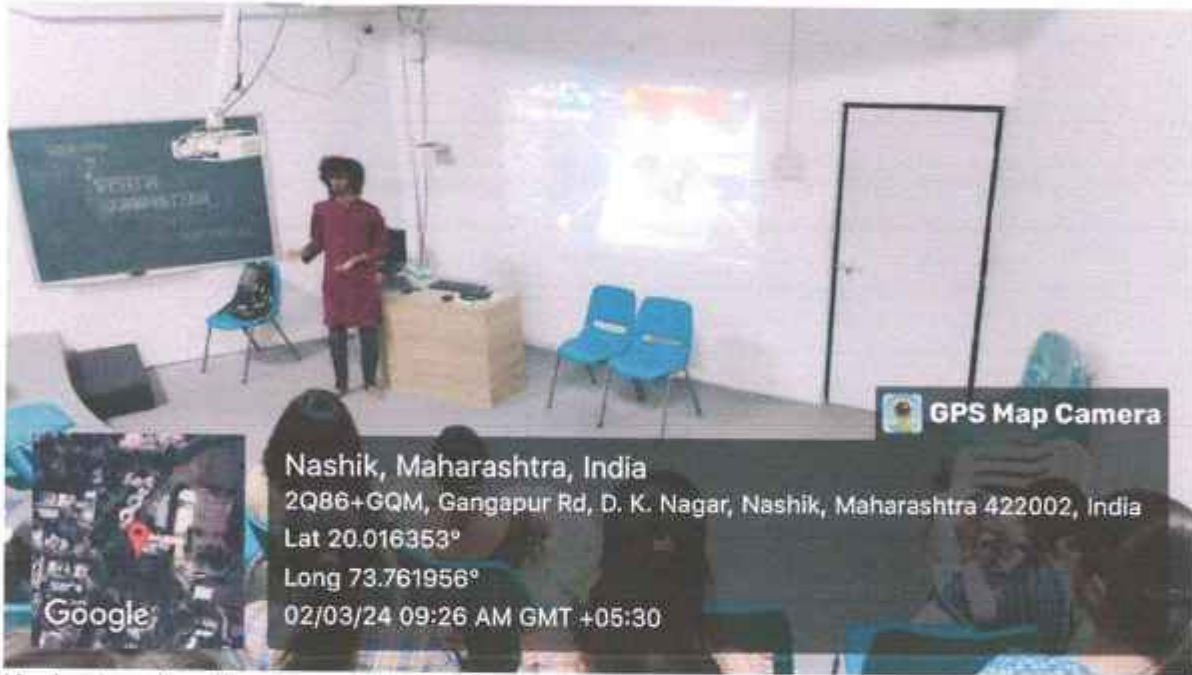 GPS Map Camera
Nashik, Maharashtra, India
2Q86+GQM, Gangapur Rd, D. K. Nagar, Nashik, Maharashtra 422002, India
Lat 20.016353°
Long 73.761956°
02/03/24 09:26 AM GMT +05:30
Google